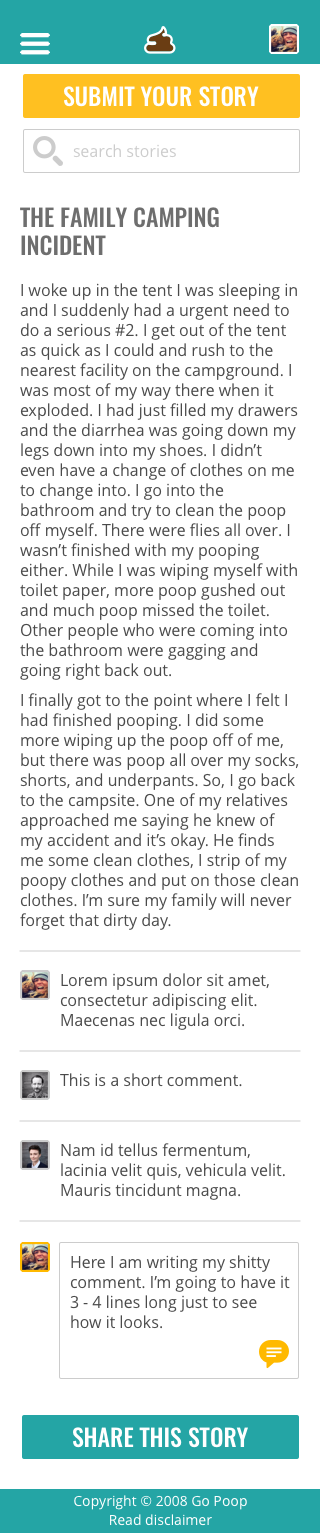 SUBMIT YOUR STORY
search stories
THE FAMILY CAMPING
INCIDENT
I woke up in the tent I was sleeping in
and I suddenly had a urgent need to
do a serious #2. I get out of the tent
as quick as I could and rush to the
nearest facility on the campground. I
was most of my way there when it
exploded. I had just filled my drawers
and the diarrhea was going down my
legs down into my shoes. I didn’t
even have a change of clothes on me
to change into. I go into the
bathroom and try to clean the poop
off myself. There were flies all over. I
wasn’t finished with my pooping
either. While I was wiping myself with
toilet paper, more poop gushed out
and much poop missed the toilet.
Other people who were coming into
the bathroom were gagging and
going right back out.
I finally got to the point where I felt I
had finished pooping. I did some
more wiping up the poop off of me,
but there was poop all over my socks,
shorts, and underpants. So, I go back
to the campsite. One of my relatives
approached me saying he knew of
my accident and it’s okay. He finds
me some clean clothes, I strip of my
poopy clothes and put on those clean
clothes. I’m sure my family will never
forget that dirty day.
Lorem ipsum dolor sit amet,
consectetur adipiscing elit.
Maecenas nec ligula orci.
This is a short comment.
Nam id tellus fermentum,
lacinia velit quis, vehicula velit.
Mauris tincidunt magna.
Here I am writing my shitty
comment. I’m going to have it
3 - 4 lines long just to see
how it looks.
SHARE THIS STORY
Copyright © 2008 Go Poop
Read disclaimer